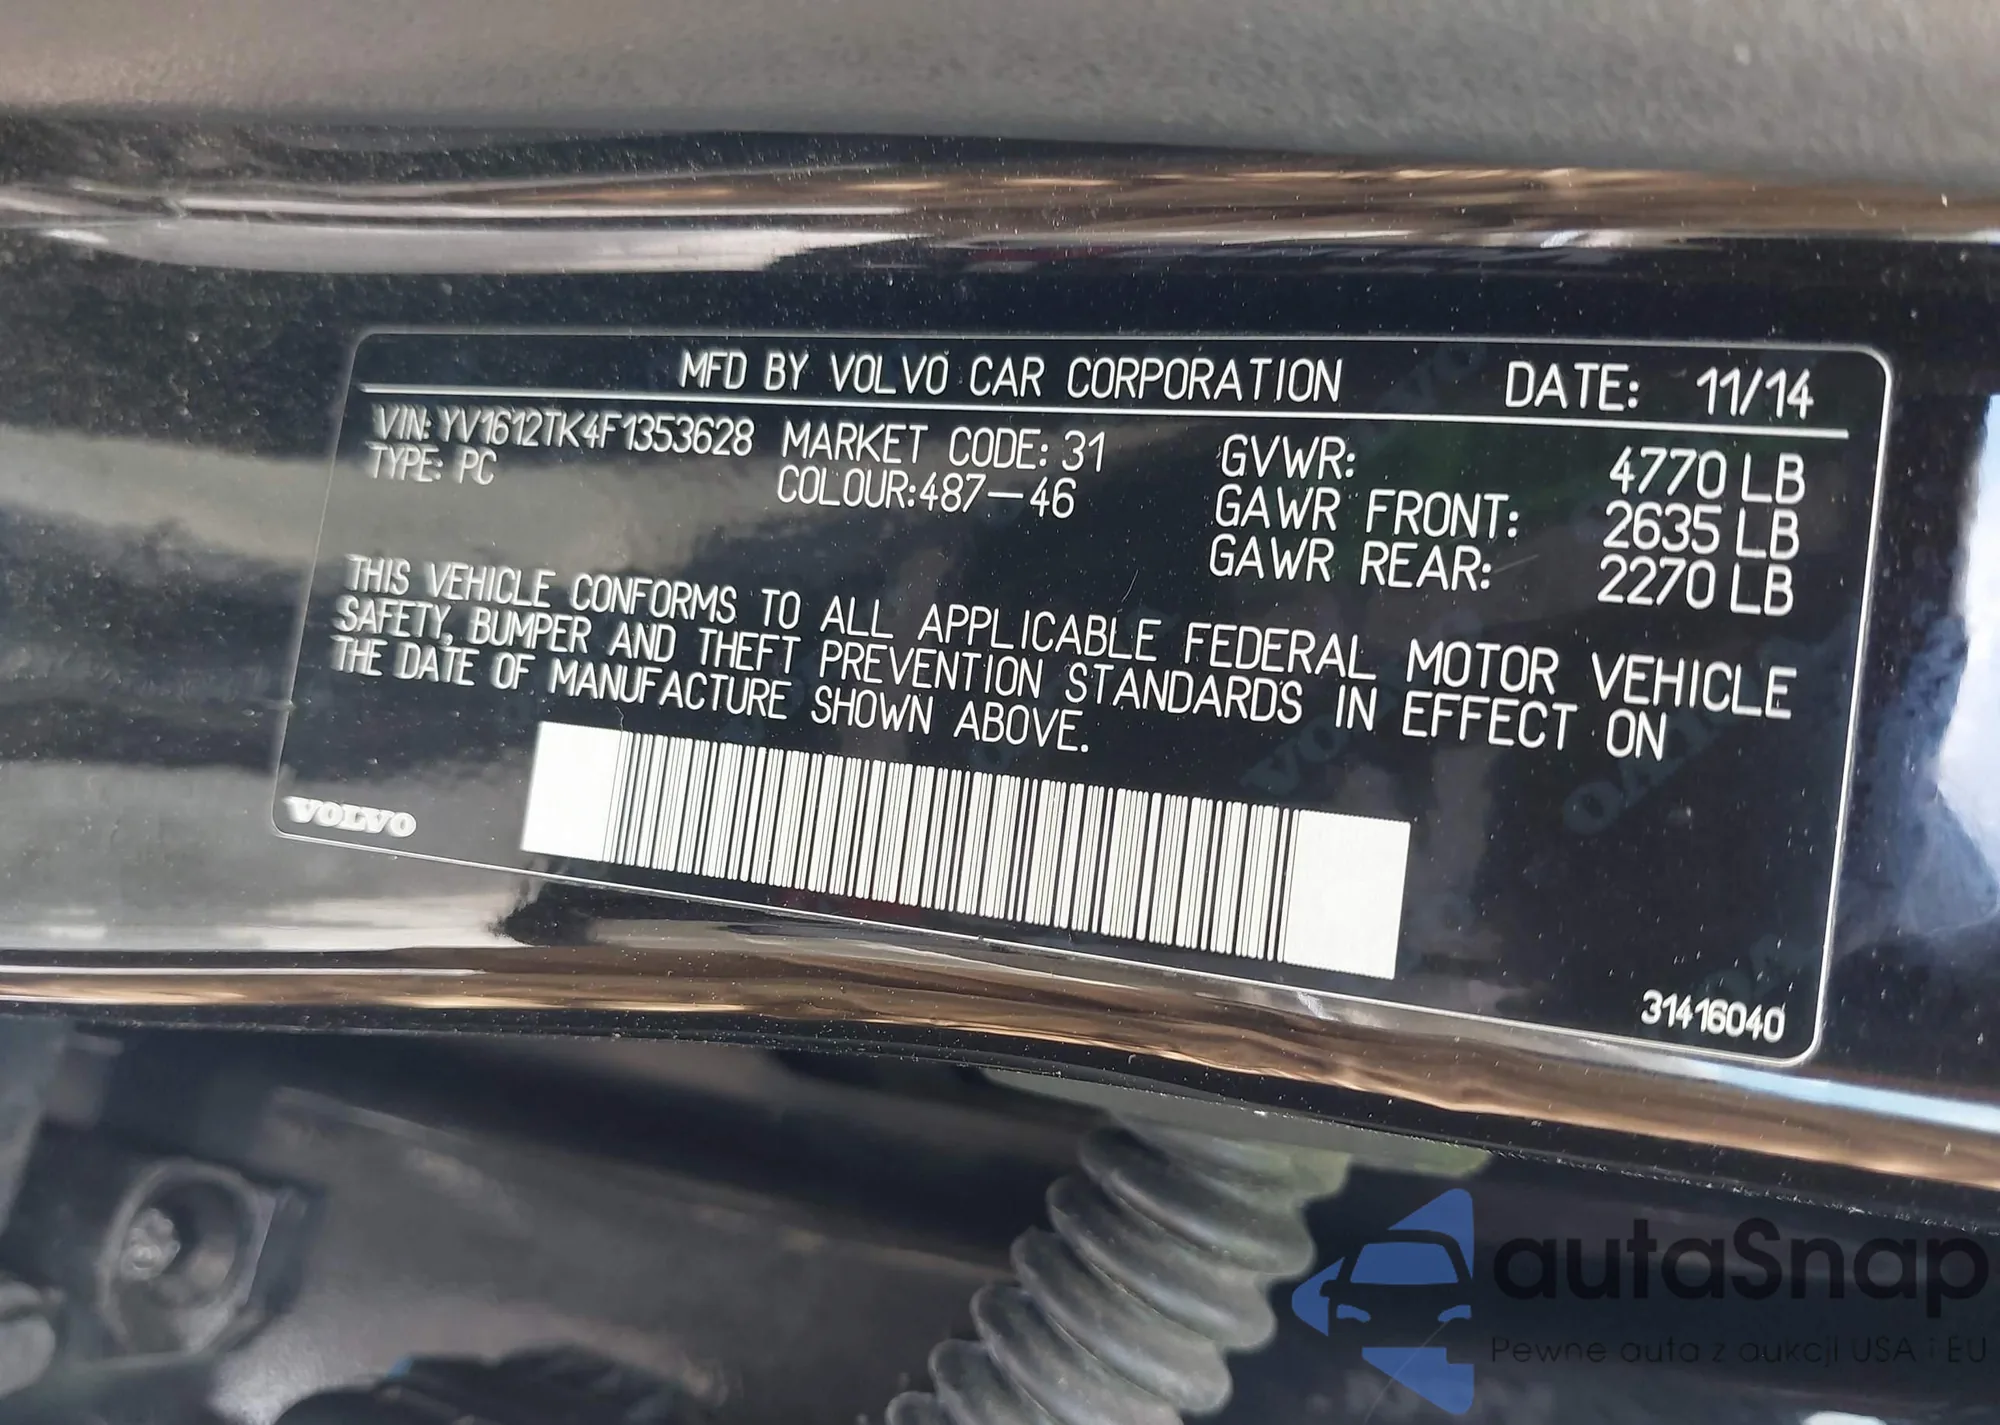 MFD BY VOLVO CAR CORPORATION DATE: 11/14
VIN: YV1612TK4F1353628 MARKET CODE: 31 GVWR: 4770 LB
TYPE: PC COLOUR:487-46 GAWR FRONT: 2635 LB
GAWR REAR: 2270 LB
THIS VEHICLE CONFORMS TO ALL APPLICABLE FEDERAL MOTOR VEHICLE
SAFETY, BUMPER AND THEFT PREVENTION STANDARDS IN EFFECT ON
THE DATE OF MANUFACTURE SHOWN ABOVE.
VOLVO
31416040
autaSnap
Pewne auta z aukcji USA i EU